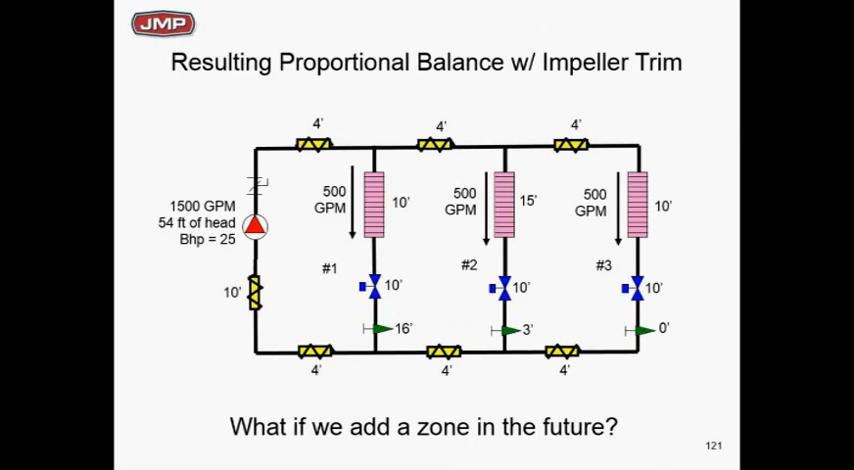 JMP
Resulting Proportional Balance w/ Impeller Trim
4'
4'
4'
1500 GPM
54 ft of head
Bhp = 25
500
GPM
10'
500
GPM
15'
500
GPM
10'
#1
#2
#3
10'
10'
10'
10'
16'
3'
0'
4'
4'
4'
What if we add a zone in the future?
121